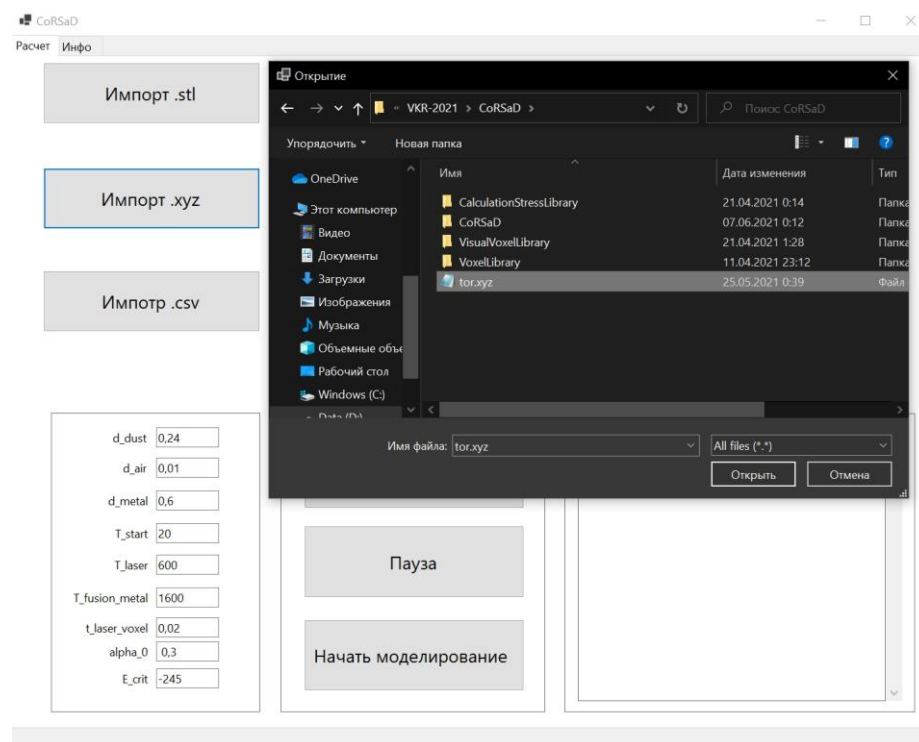 CoRSaD
Расчет Инфо
Импорт .stl
Импорт .xyz
Импотр .csv
Открытие
« VKR-2021 › CoRSaD ›
Поиск: CoRSaD
Упорядочить Новая папка
Имя Дата изменения Тип
OneDrive
Этот компьютер
Видео
Документы
Загрузки
Изображения
Музыка
Объемные объе
Рабочий стол
Windows (C:)
Data (D:)
CalculationStressLibrary 21.04.2021 0:14 Папка
CoRSaD 07.06.2021 0:12 Папка
VisualVoxelLibrary 21.04.2021 1:28 Папка
VoxelLibrary 11.04.2021 23:12 Папка
tor.xyz 25.05.2021 0:39 Файл
Имя файла: tor.xyz All files (*.*)
Открыть Отмена
d_dust 0,24
d_air 0,01
d_metal 0,6
T_start 20
T_laser 600
T_fusion_metal 1600
t_laser_voxel 0,02
alpha_0 0,3
E_crit -245
Пауза
Начать моделирование